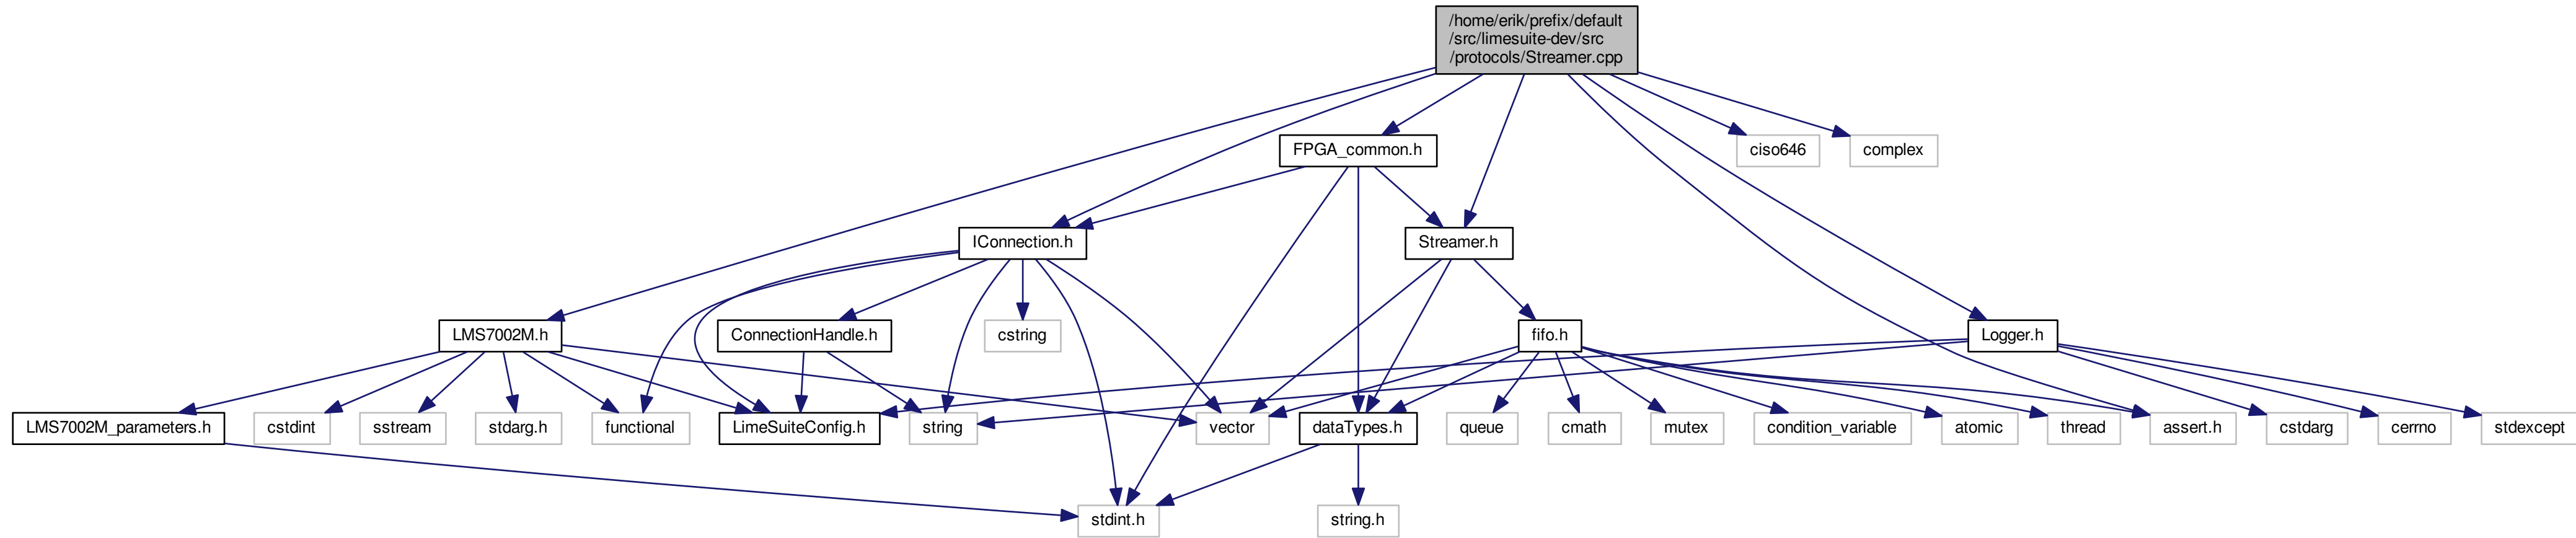 /home/erik/prefix/default
/src/limesuite-dev/src
/protocols/Streamer.cpp
FPGA_common.h
ciso646
complex
IConnection.h
Streamer.h
LMS7002M.h
ConnectionHandle.h
cstring
fifo.h
Logger.h
LMS7002M_parameters.h
cstdint
sstream
stdarg.h
functional
LimeSuiteConfig.h
string
vector
dataTypes.h
queue
cmath
mutex
condition_variable
atomic
thread
assert.h
cstdarg
cerrno
stdexcept
stdint.h
string.h